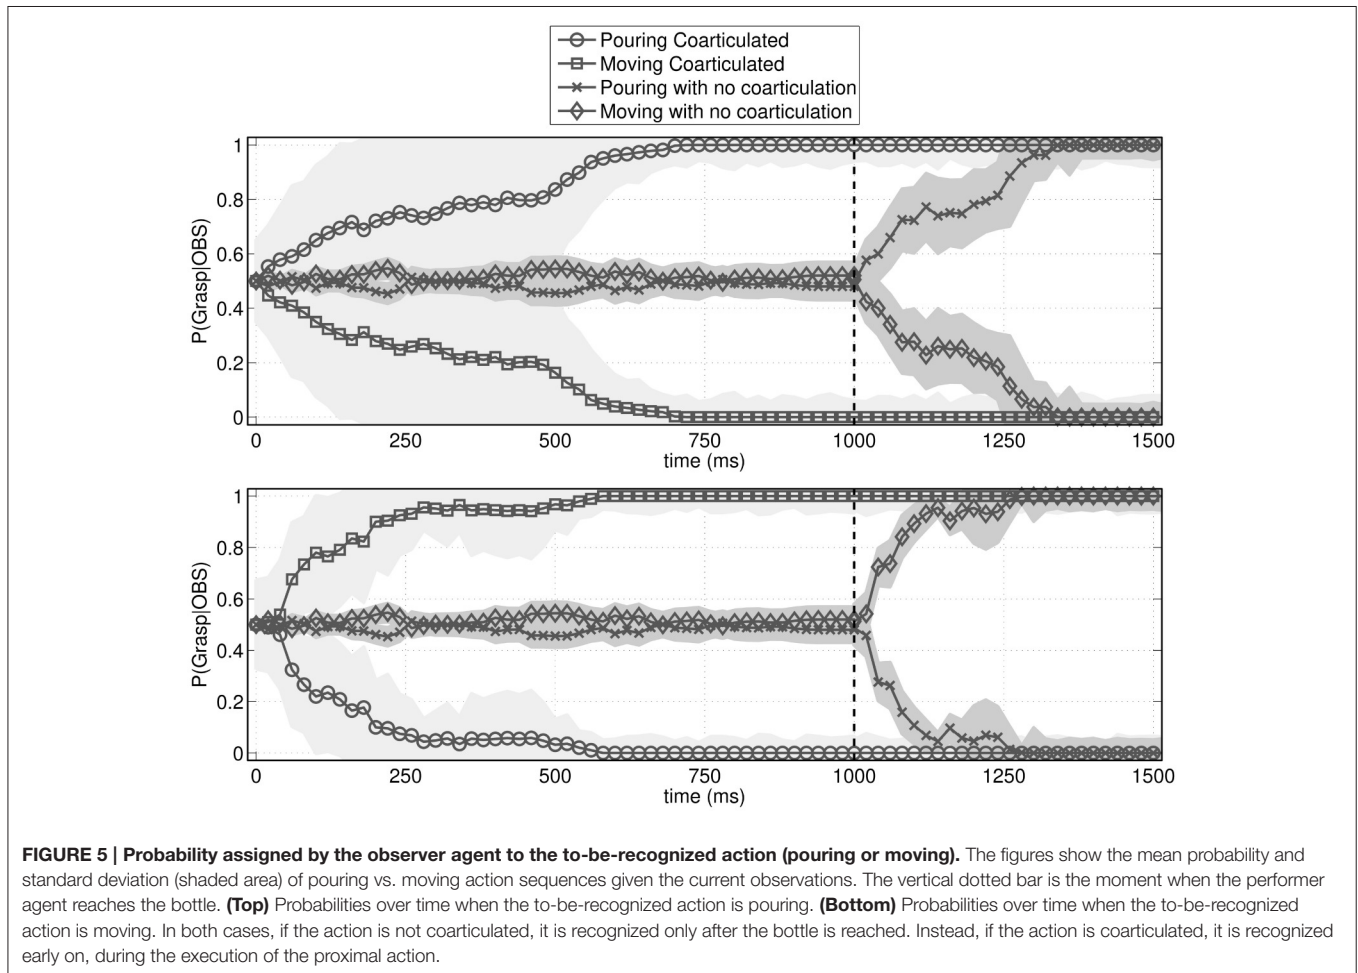 Pouring Coarticulated
Moving Coarticulated
Pouring with no coarticulation
Moving with no coarticulation
1
0.8
0.6
0.4
0.2
0
P(Grasp|OBS)
0 250 500 750 1000 1250 1500
time (ms)
1
0.8
0.6
0.4
0.2
0
P(Grasp|OBS)
0 250 500 750 1000 1250 1500
time (ms)
FIGURE 5 | Probability assigned by the observer agent to the to-be-recognized action (pouring or moving). The figures show the mean probability and
standard deviation (shaded area) of pouring vs. moving action sequences given the current observations. The vertical dotted bar is the moment when the performer
agent reaches the bottle. (Top) Probabilities over time when the to-be-recognized action is pouring. (Bottom) Probabilities over time when the to-be-recognized
action is moving. In both cases, if the action is not coarticulated, it is recognized only after the bottle is reached. Instead, if the action is coarticulated, it is recognized
early on, during the execution of the proximal action.